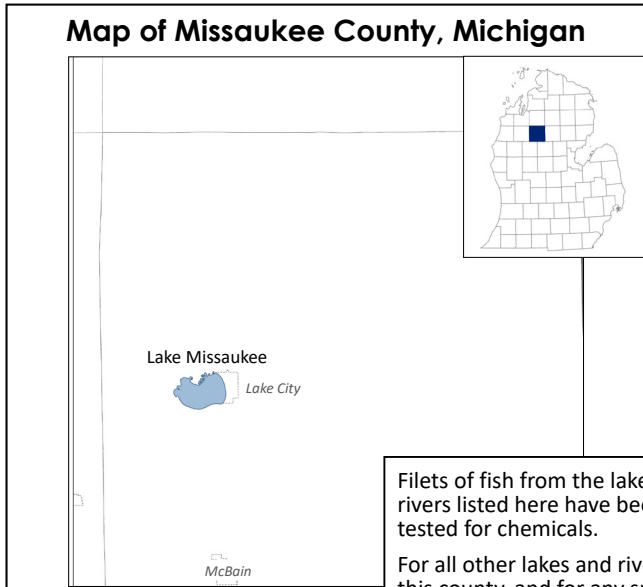 Map of Missaukee County, Michigan
Lake Missaukee
Lake City
Filets of fish from the lake
rivers listed here have bee
tested for chemicals.
For all other lakes and riv
McBain